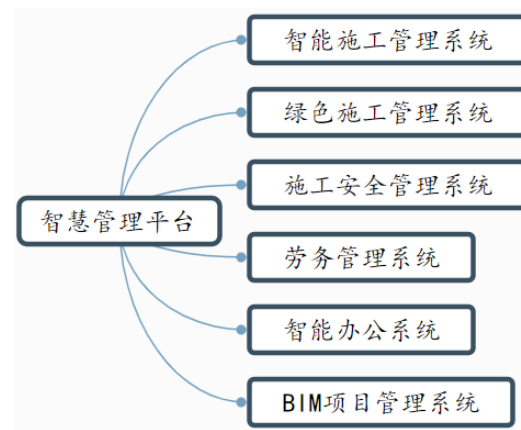 智能施工管理系统
绿色施工管理系统
施工安全管理系统
智慧管理平台
劳务管理系统
智能办公系统
BIM项目管理系统